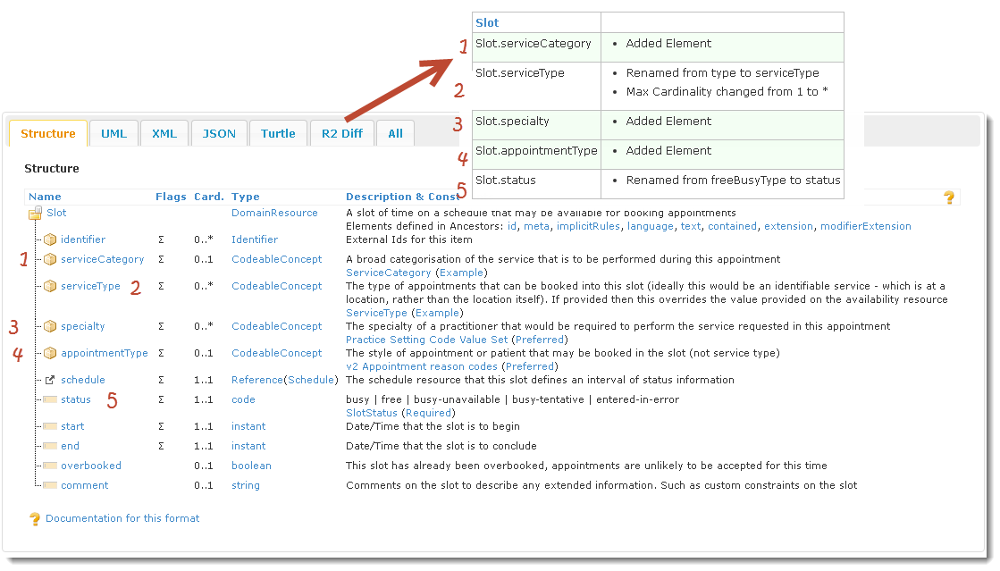 Slot
1 Slot.serviceCategory • Added Element
Slot.serviceType • Renamed from type to serviceType
2 • Max Cardinality changed from 1 to *
3 Slot.specialty • Added Element
4 Slot.appointmentType • Added Element
5 Slot.status • Renamed from freeBusyType to status
Structure UML XML JSON Turtle R2 Diff All
Structure
Name Flags Card. Type Description & Const
Slot DomainResource A slot of time on a schedule that may be available for booking appointments
Elements defined in Ancestors: id, meta, implicitRules, language, text, contained, extension, modifierExtension
identifier Σ 0..* Identifier External Ids for this item
1 serviceCategory Σ 0..1 CodeableConcept A broad categorisation of the service that is to be performed during this appointment
ServiceCategory (Example)
serviceType 2 Σ 0..* CodeableConcept The type of appointments that can be booked into this slot (ideally this would be an identifiable service - which is at a
location, rather than the location itself). If provided then this overrides the value provided on the availability resource
ServiceType (Example)
3 specialty Σ 0..* CodeableConcept The specialty of a practitioner that would be required to perform the service requested in this appointment
Practice Setting Code Value Set (Preferred)
4 appointmentType Σ 0..1 CodeableConcept The style of appointment or patient that may be booked in the slot (not service type)
v2 Appointment reason codes (Preferred)
schedule Σ 1..1 Reference(Schedule) The schedule resource that this slot defines an interval of status information
status 5 Σ 1..1 code busy | free | busy-unavailable | busy-tentative | entered-in-error
SlotStatus (Required)
start Σ 1..1 instant Date/Time that the slot is to begin
end Σ 1..1 instant Date/Time that the slot is to conclude
overbooked 0..1 boolean This slot has already been overbooked, appointments are unlikely to be accepted for this time
comment 0..1 string Comments on the slot to describe any extended information. Such as custom constraints on the slot
Documentation for this format